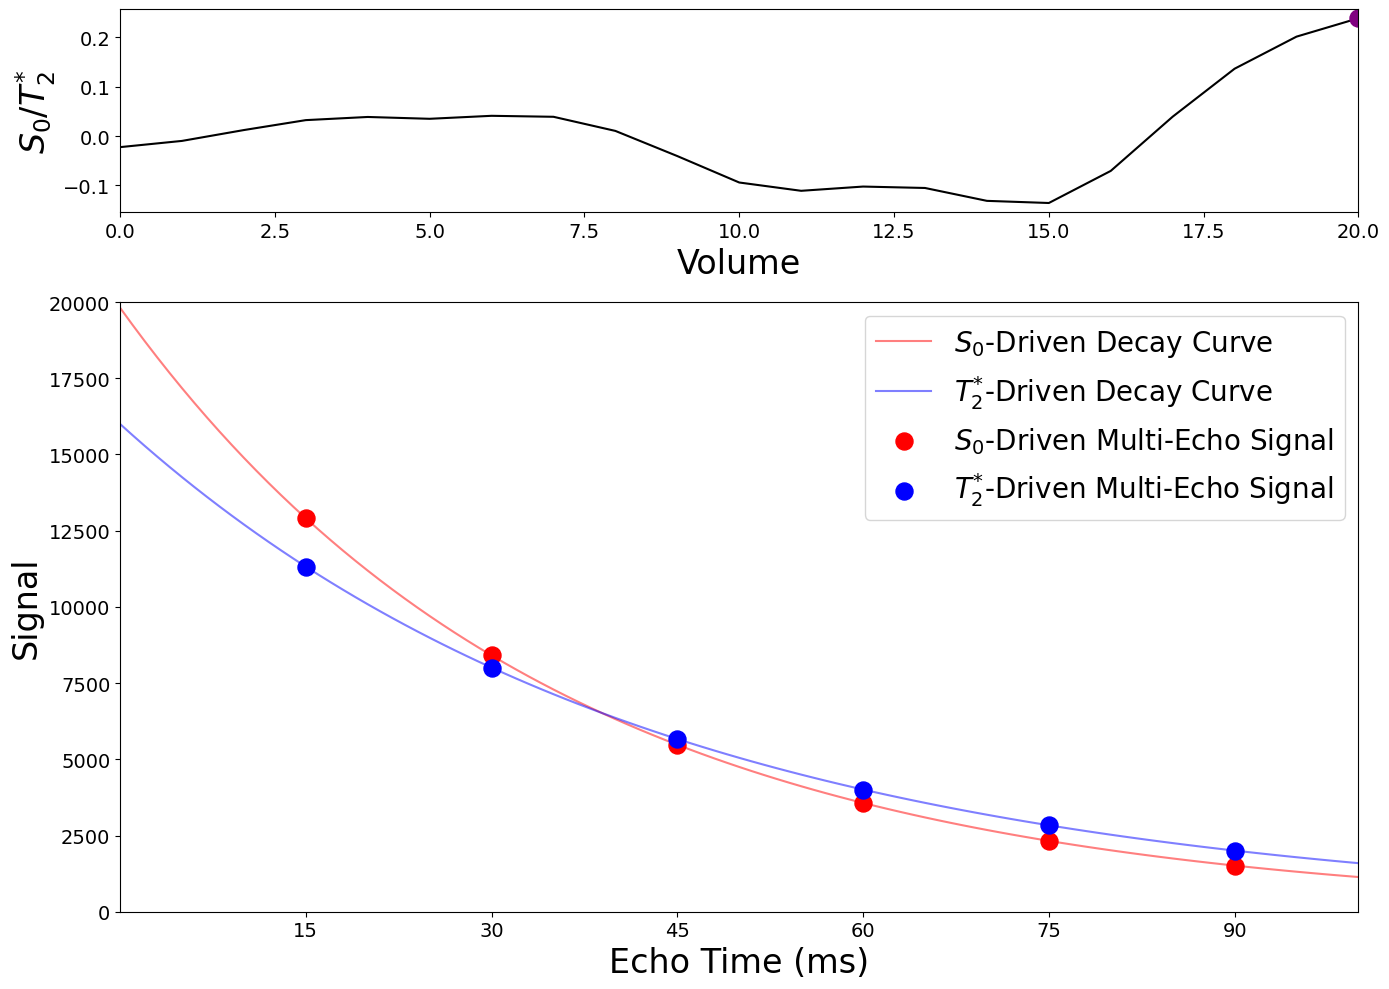 S₀/T₂*
0.2
0.1
0.0
−0.1
0.0 2.5 5.0 7.5 10.0 12.5 15.0 17.5 20.0
Volume
Signal
20000
17500
15000
12500
10000
7500
5000
2500
0
S₀-Driven Decay Curve
T₂*-Driven Decay Curve
S₀-Driven Multi-Echo Signal
T₂*-Driven Multi-Echo Signal
15 30 45 60 75 90
Echo Time (ms)